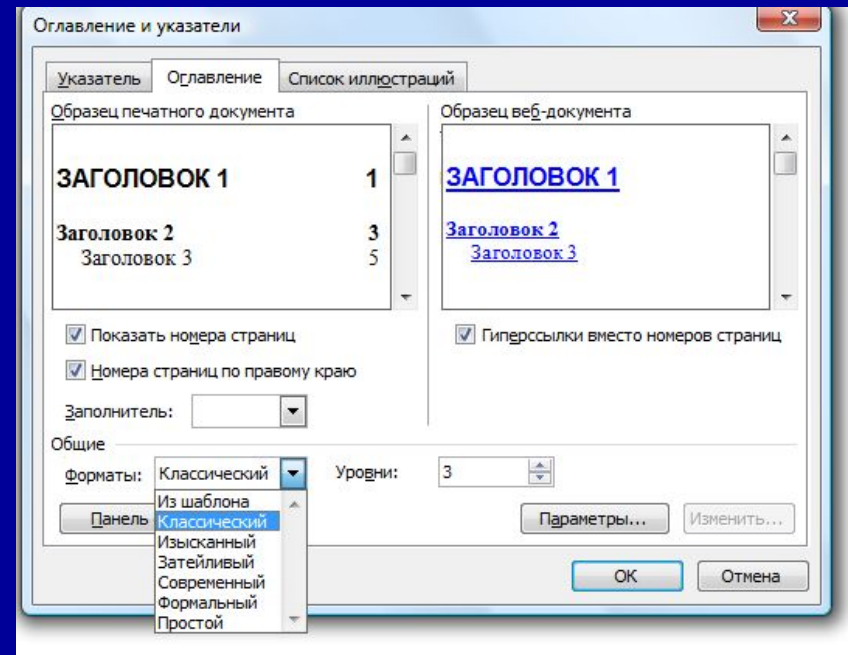 Оглавление и указатели
Указатель Оглавление Список иллюстраций
Образец печатного документа
ЗАГОЛОВОК 1 1
Заголовок 2 3
Заголовок 3 5
Показать номера страниц
Номера страниц по правому краю
Заполнитель:
Образец веб-документа
ЗАГОЛОВОК 1
Заголовок 2
Заголовок 3
Гиперссылки вместо номеров страниц
Общие
Форматы: Классический Уровни: 3
Из шаблона
Классический
Изысканный
Затейливый
Современный
Формальный
Простой
Панель Параметры... Изменить...
ОК Отмена